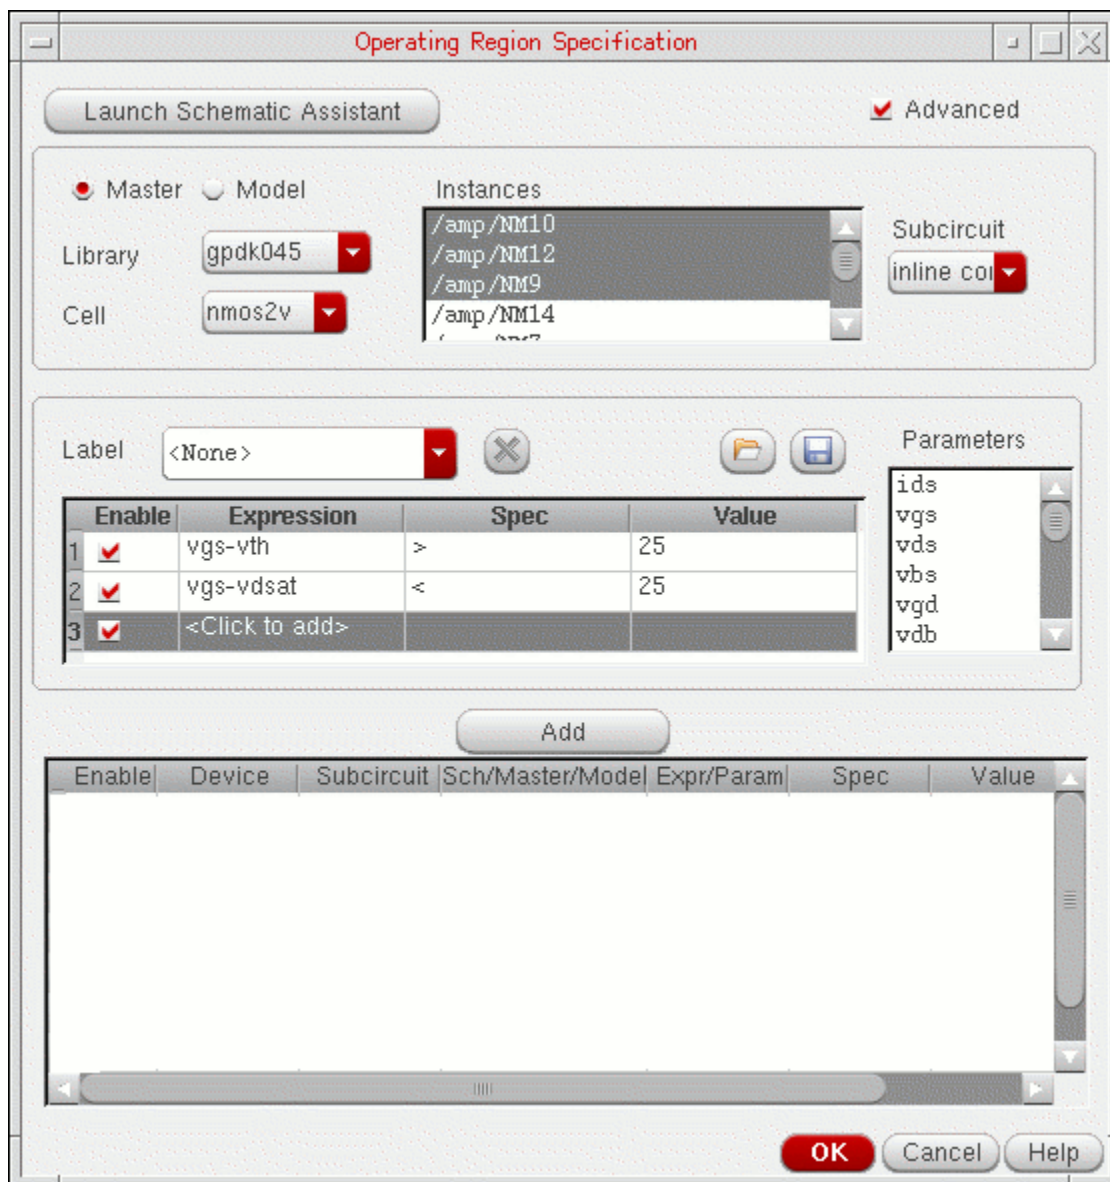 Operating Region Specification
Launch Schematic Assistant
Advanced
Master Model
Instances
Library gpdk045
Cell nmos2v
/amp/NM10
/amp/NM12
/amp/NM9
/amp/NM14
Subcircuit
inline con
Label <None>
Parameters
Enable Expression Spec Value
1 vgs-vth > 25
2 vgs-vdsat < 25
3 <Click to add>
ids
vgs
vds
vbs
vgd
vdb
Add
Enable Device Subcircuit Sch/Master/Model Expr/Param Spec Value
OK Cancel Help